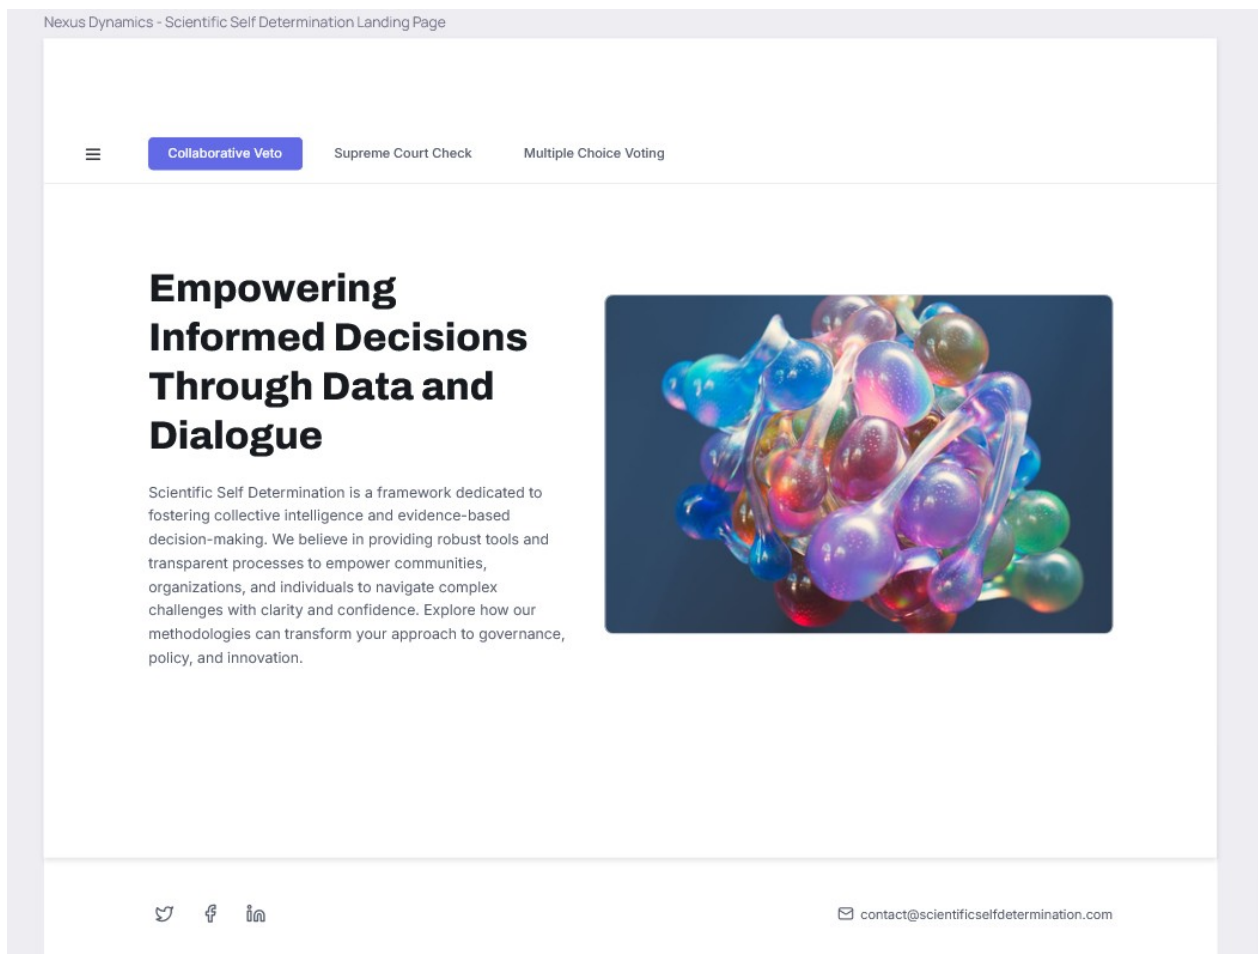 Nexus Dynamics - Scientific Self Determination Landing Page
Collaborative Veto
Supreme Court Check
Multiple Choice Voting
Empowering
Informed Decisions
Through Data and
Dialogue
Scientific Self Determination is a framework dedicated to
fostering collective intelligence and evidence-based
decision-making. We believe in providing robust tools and
transparent processes to empower communities,
organizations, and individuals to navigate complex
challenges with clarity and confidence. Explore how our
methodologies can transform your approach to governance,
policy, and innovation.
contact@scientificselfdetermination.com